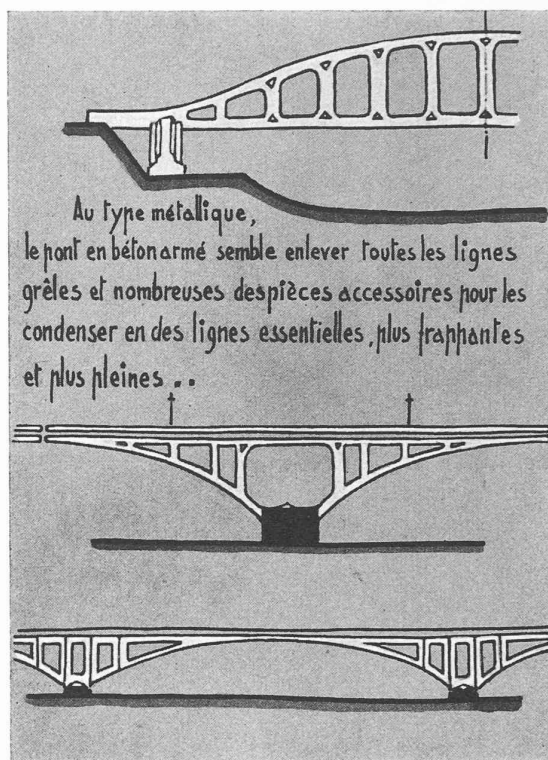 Au type métallique,
le pont en béton armé semble enlever toutes les lignes
grêles et nombreuses des pièces accessoires pour les
condenser en des lignes essentielles, plus frappantes
et plus pleines ..